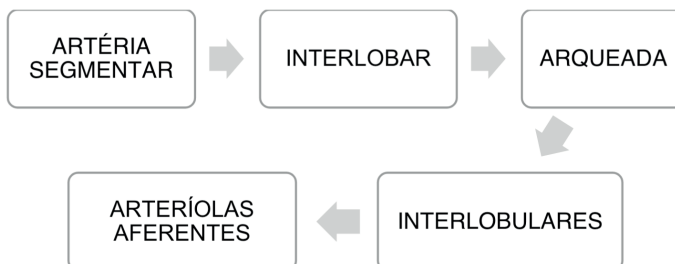 ARTÉRIA
SEGMENTAR
INTERLOBAR
ARQUEADA
INTERLOBULARES
ARTERÍOLAS
AFERENTES